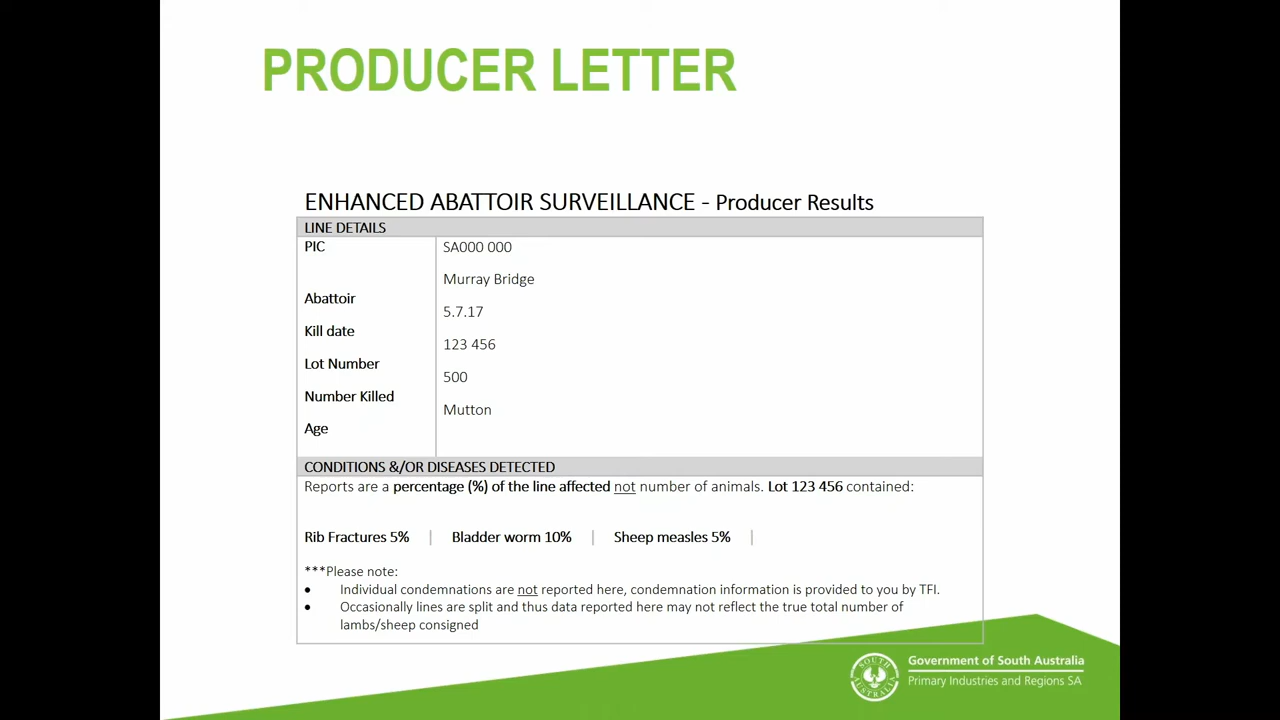 PRODUCER LETTER
ENHANCED ABATTOIR SURVEILLANCE - Producer Results
LINE DETAILS
PIC
SA000 000
Murray Bridge
Abattoir
5.7.17
Kill date
123 456
Lot Number
500
Number Killed
Mutton
Age
CONDITIONS &/OR DISEASES DETECTED
Reports are a percentage (%) of the line affected not number of animals. Lot 123 456 contained:
Rib Fractures 5% | Bladder worm 10% | Sheep measles 5% |
***Please note:
• Individual condemnations are not reported here, condemnation information is provided to you by TFI.
• Occasionally lines are split and thus data reported here may not reflect the true total number of
lambs/sheep consigned
SOUTH AUSTRALIA
Government of South Australia
Primary Industries and Regions SA